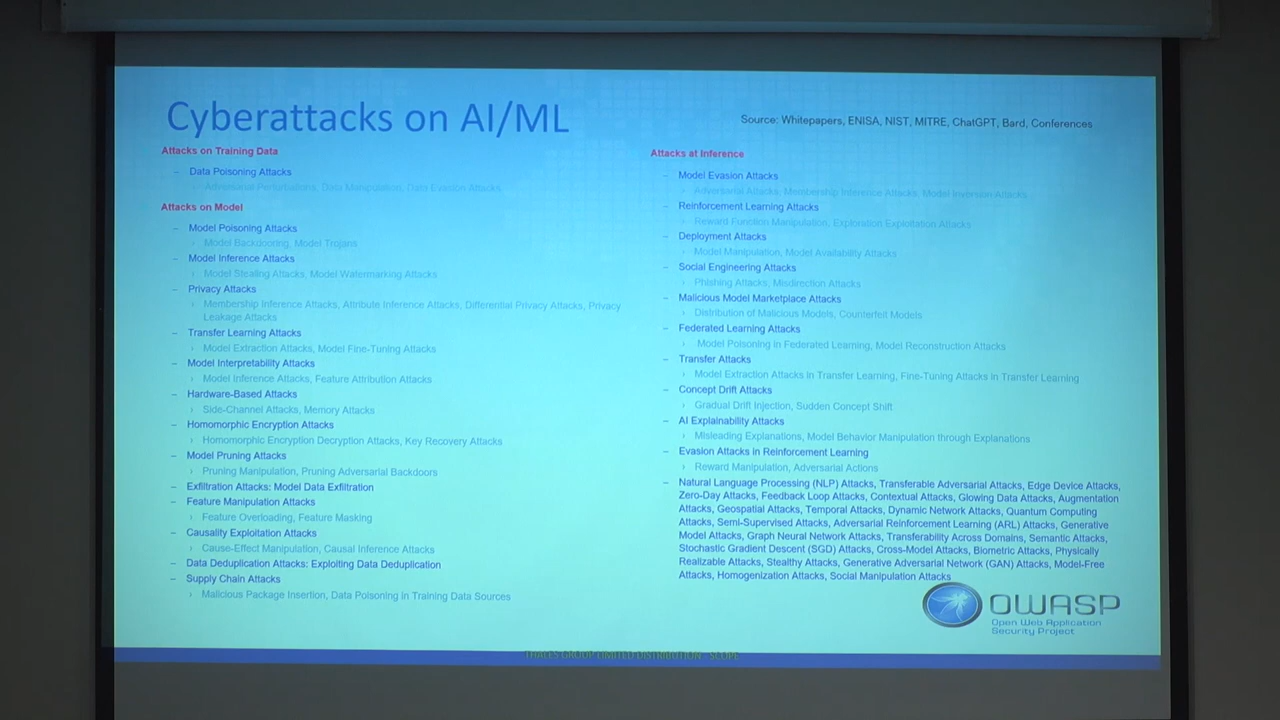 Cyberattacks on AI/ML
Source: Whitepapers, ENISA, NIST, MITRE, ChatGPT, Bard, Conferences
Attacks on Training Data
– Data Poisoning Attacks
› Adversarial Perturbations, Data Manipulation, Data Evasion Attacks
Attacks on Model
– Model Poisoning Attacks
› Model Backdooring, Model Trojans
– Model Inference Attacks
› Model Stealing Attacks, Model Watermarking Attacks
– Privacy Attacks
› Membership Inference Attacks, Attribute Inference Attacks, Differential Privacy Attacks, Privacy
Leakage Attacks
– Transfer Learning Attacks
› Model Extraction Attacks, Model Fine-Tuning Attacks
– Model Interpretability Attacks
› Model Inference Attacks, Feature Attribution Attacks
– Hardware-Based Attacks
› Side-Channel Attacks, Memory Attacks
– Homomorphic Encryption Attacks
› Homomorphic Encryption Decryption Attacks, Key Recovery Attacks
– Model Pruning Attacks
› Pruning Manipulation, Pruning Adversarial Backdoors
– Exfiltration Attacks: Model Data Exfiltration
– Feature Manipulation Attacks
› Feature Overloading, Feature Masking
– Causality Exploitation Attacks
› Cause-Effect Manipulation, Causal Inference Attacks
– Data Deduplication Attacks: Exploiting Data Deduplication
– Supply Chain Attacks
› Malicious Package Insertion, Data Poisoning in Training Data Sources
Attacks at Inference
– Model Evasion Attacks
› Adversarial Attacks, Membership Inference Attacks, Model Inversion Attacks
– Reinforcement Learning Attacks
› Reward Function Manipulation, Exploration Exploitation Attacks
– Deployment Attacks
› Model Manipulation, Model Availability Attacks
– Social Engineering Attacks
› Phishing Attacks, Misdirection Attacks
– Malicious Model Marketplace Attacks
› Distribution of Malicious Models, Counterfeit Models
– Federated Learning Attacks
› Model Poisoning in Federated Learning, Model Reconstruction Attacks
– Transfer Attacks
› Model Extraction Attacks in Transfer Learning, Fine-Tuning Attacks in Transfer Learning
– Concept Drift Attacks
› Gradual Drift Injection, Sudden Concept Shift
– AI Explainability Attacks
› Misleading Explanations, Model Behavior Manipulation through Explanations
– Evasion Attacks in Reinforcement Learning
› Reward Manipulation, Adversarial Actions
– Natural Language Processing (NLP) Attacks, Transferable Adversarial Attacks, Edge Device Attacks,
Zero-Day Attacks, Feedback Loop Attacks, Contextual Attacks, Glowing Data Attacks, Augmentation
Attacks, Geospatial Attacks, Temporal Attacks, Dynamic Network Attacks, Quantum Computing
Attacks, Semi-Supervised Attacks, Adversarial Reinforcement Learning (ARL) Attacks, Generative
Model Attacks, Graph Neural Network Attacks, Transferability Across Domains, Semantic Attacks,
Stochastic Gradient Descent (SGD) Attacks, Cross-Model Attacks, Biometric Attacks, Physically
Realizable Attacks, Stealthy Attacks, Generative Adversarial Network (GAN) Attacks, Model-Free
Attacks, Homogenization Attacks, Social Manipulation Attacks
OWASP
Open Web Application
Security Project
THALES GROUP LIMITED DISTRIBUTION - SCOPE